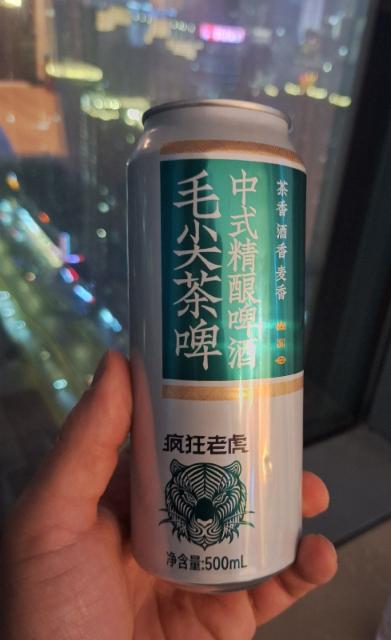 茶香 酒香 麦香
中式精酿啤酒
毛尖茶啤
疯狂老虎
净含量:500mL